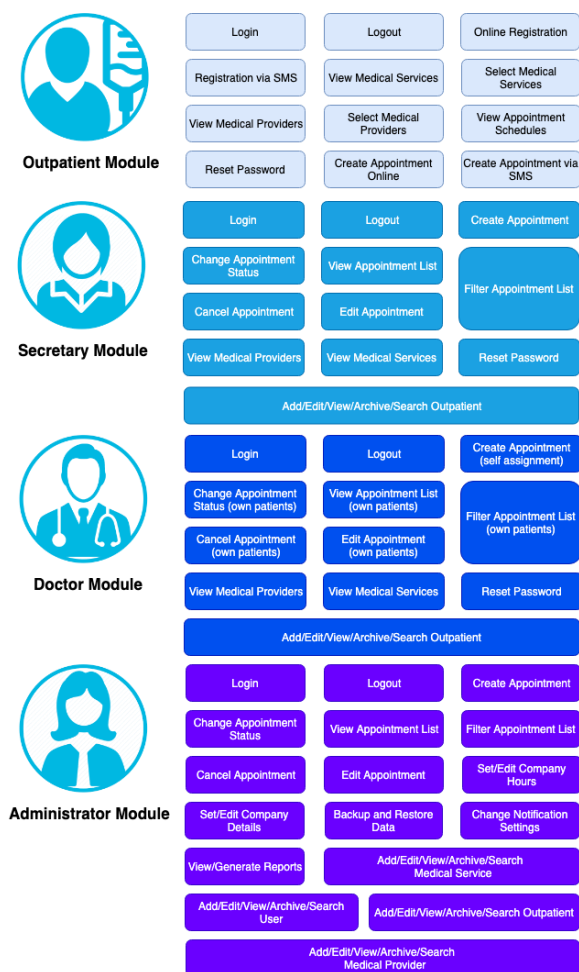 Login
Logout
Online Registration
Registration via SMS
View Medical Services
Select Medical
Services
View Medical Providers
Select Medical
Providers
View Appointment
Schedules
Outpatient Module
Reset Password
Create Appointment
Online
Create Appointment via
SMS
Login
Logout
Create Appointment
Change Appointment
Status
View Appointment List
Filter Appointment List
Cancel Appointment
Edit Appointment
Secretary Module
View Medical Providers
View Medical Services
Reset Password
Add/Edit/View/Archive/Search Outpatient
Login
Logout
Create Appointment
(self assignment)
Change Appointment
Status (own patients)
View Appointment List
(own patients)
Filter Appointment List
(own patients)
Cancel Appointment
(own patients)
Edit Appointment
(own patients)
Doctor Module
View Medical Providers
View Medical Services
Reset Password
Add/Edit/View/Archive/Search Outpatient
Login
Logout
Create Appointment
Change Appointment
Status
View Appointment List
Filter Appointment List
Cancel Appointment
Edit Appointment
Set/Edit Company
Hours
Administrator Module
Set/Edit Company
Details
Backup and Restore
Data
Change Notification
Settings
View/Generate Reports
Add/Edit/View/Archive/Search
Medical Service
Add/Edit/View/Archive/Search
User
Add/Edit/View/Archive/Search Outpatient
Add/Edit/View/Archive/Search
Medical Provider